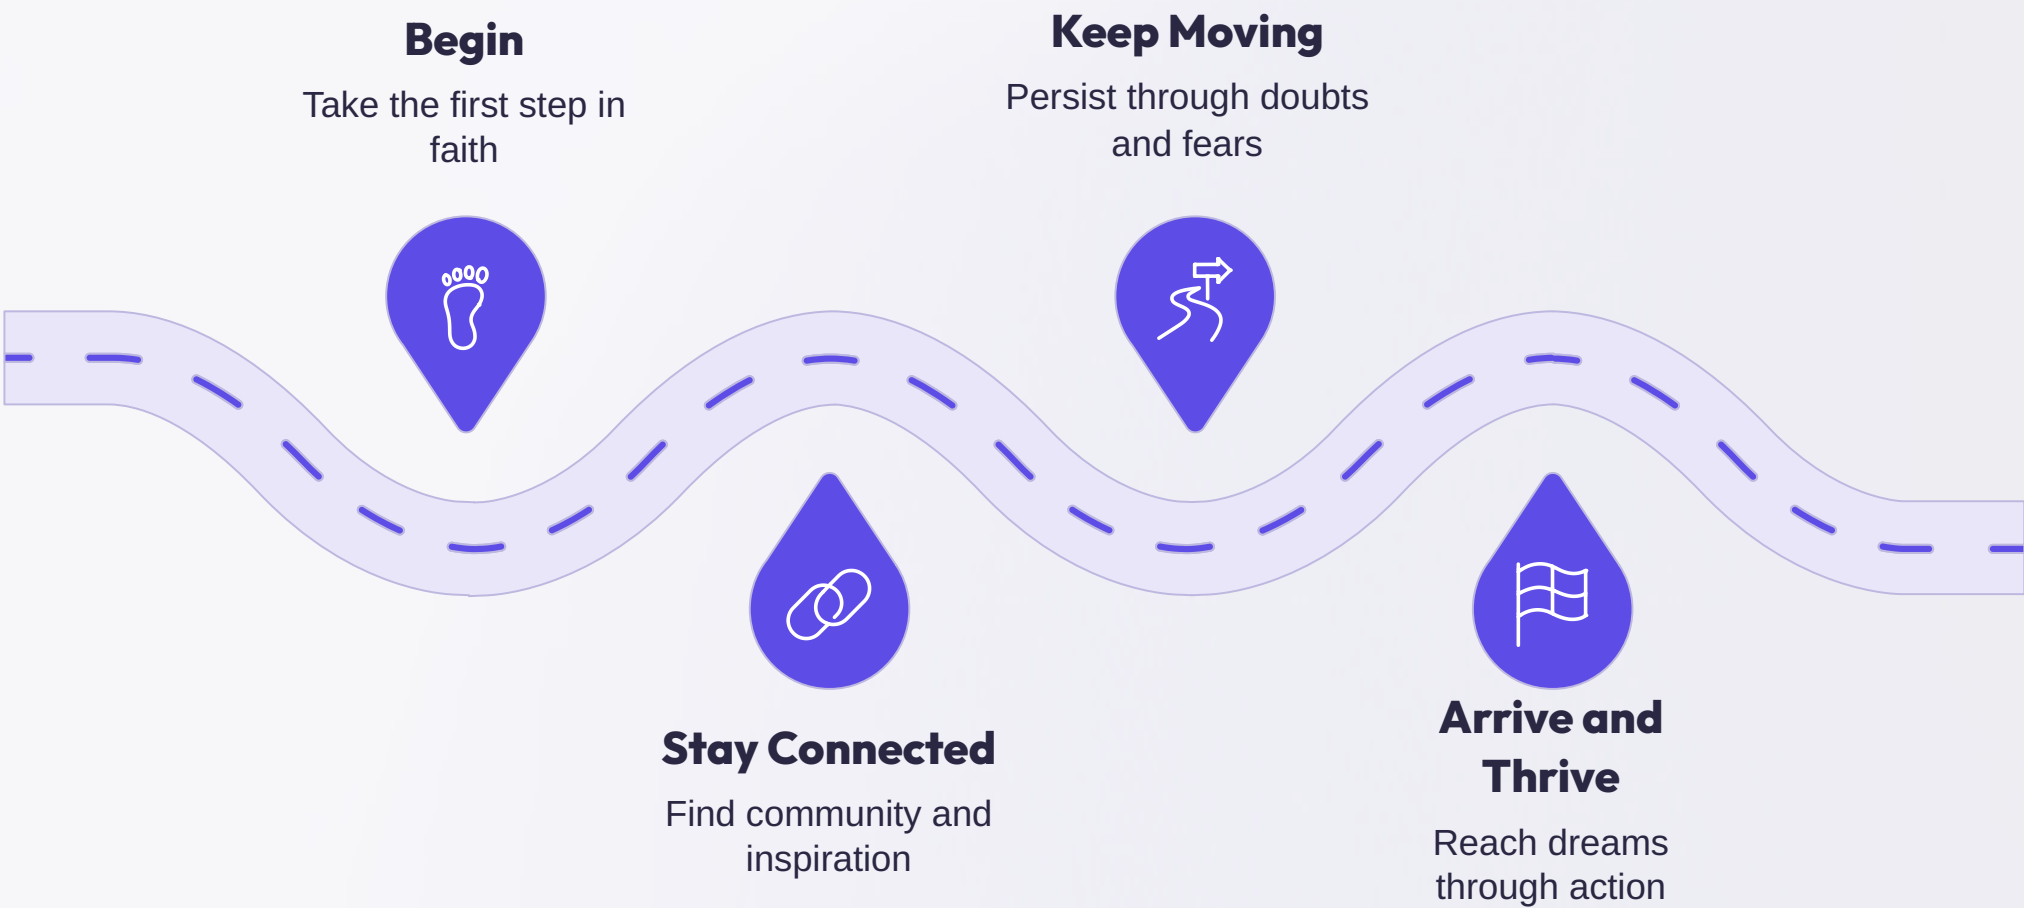 Begin
Take the first step in
faith
Stay Connected
Find community and
inspiration
Keep Moving
Persist through doubts
and fears
Arrive and
Thrive
Reach dreams
through action